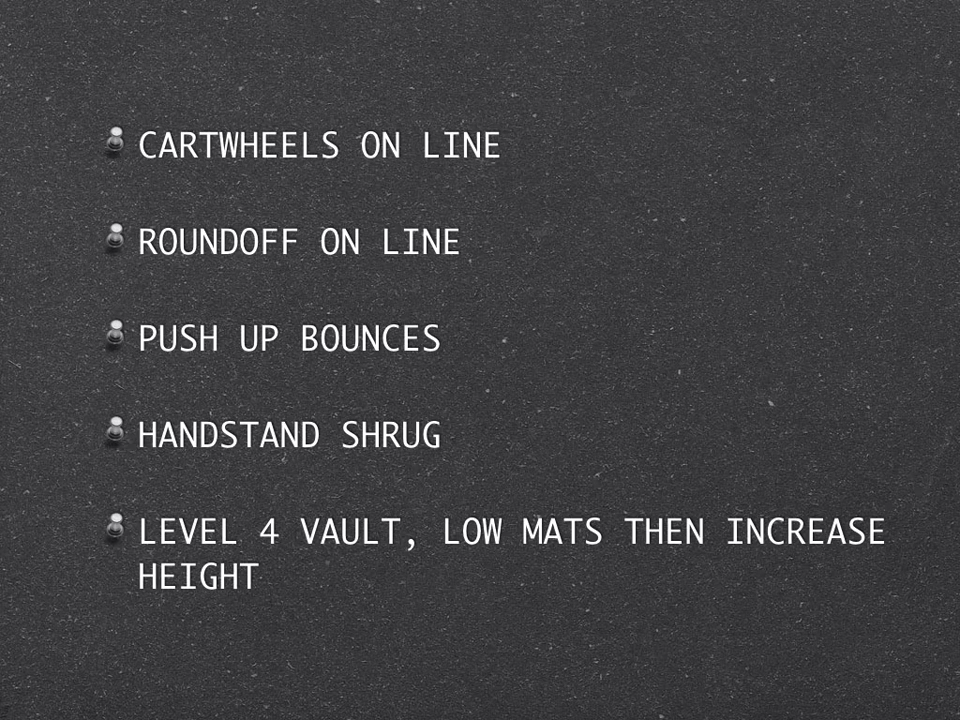 CARTWHEELS ON LINE
ROUNDOFF ON LINE
PUSH UP BOUNCES
HANDSTAND SHRUG
LEVEL 4 VAULT, LOW MATS THEN INCREASE
HEIGHT